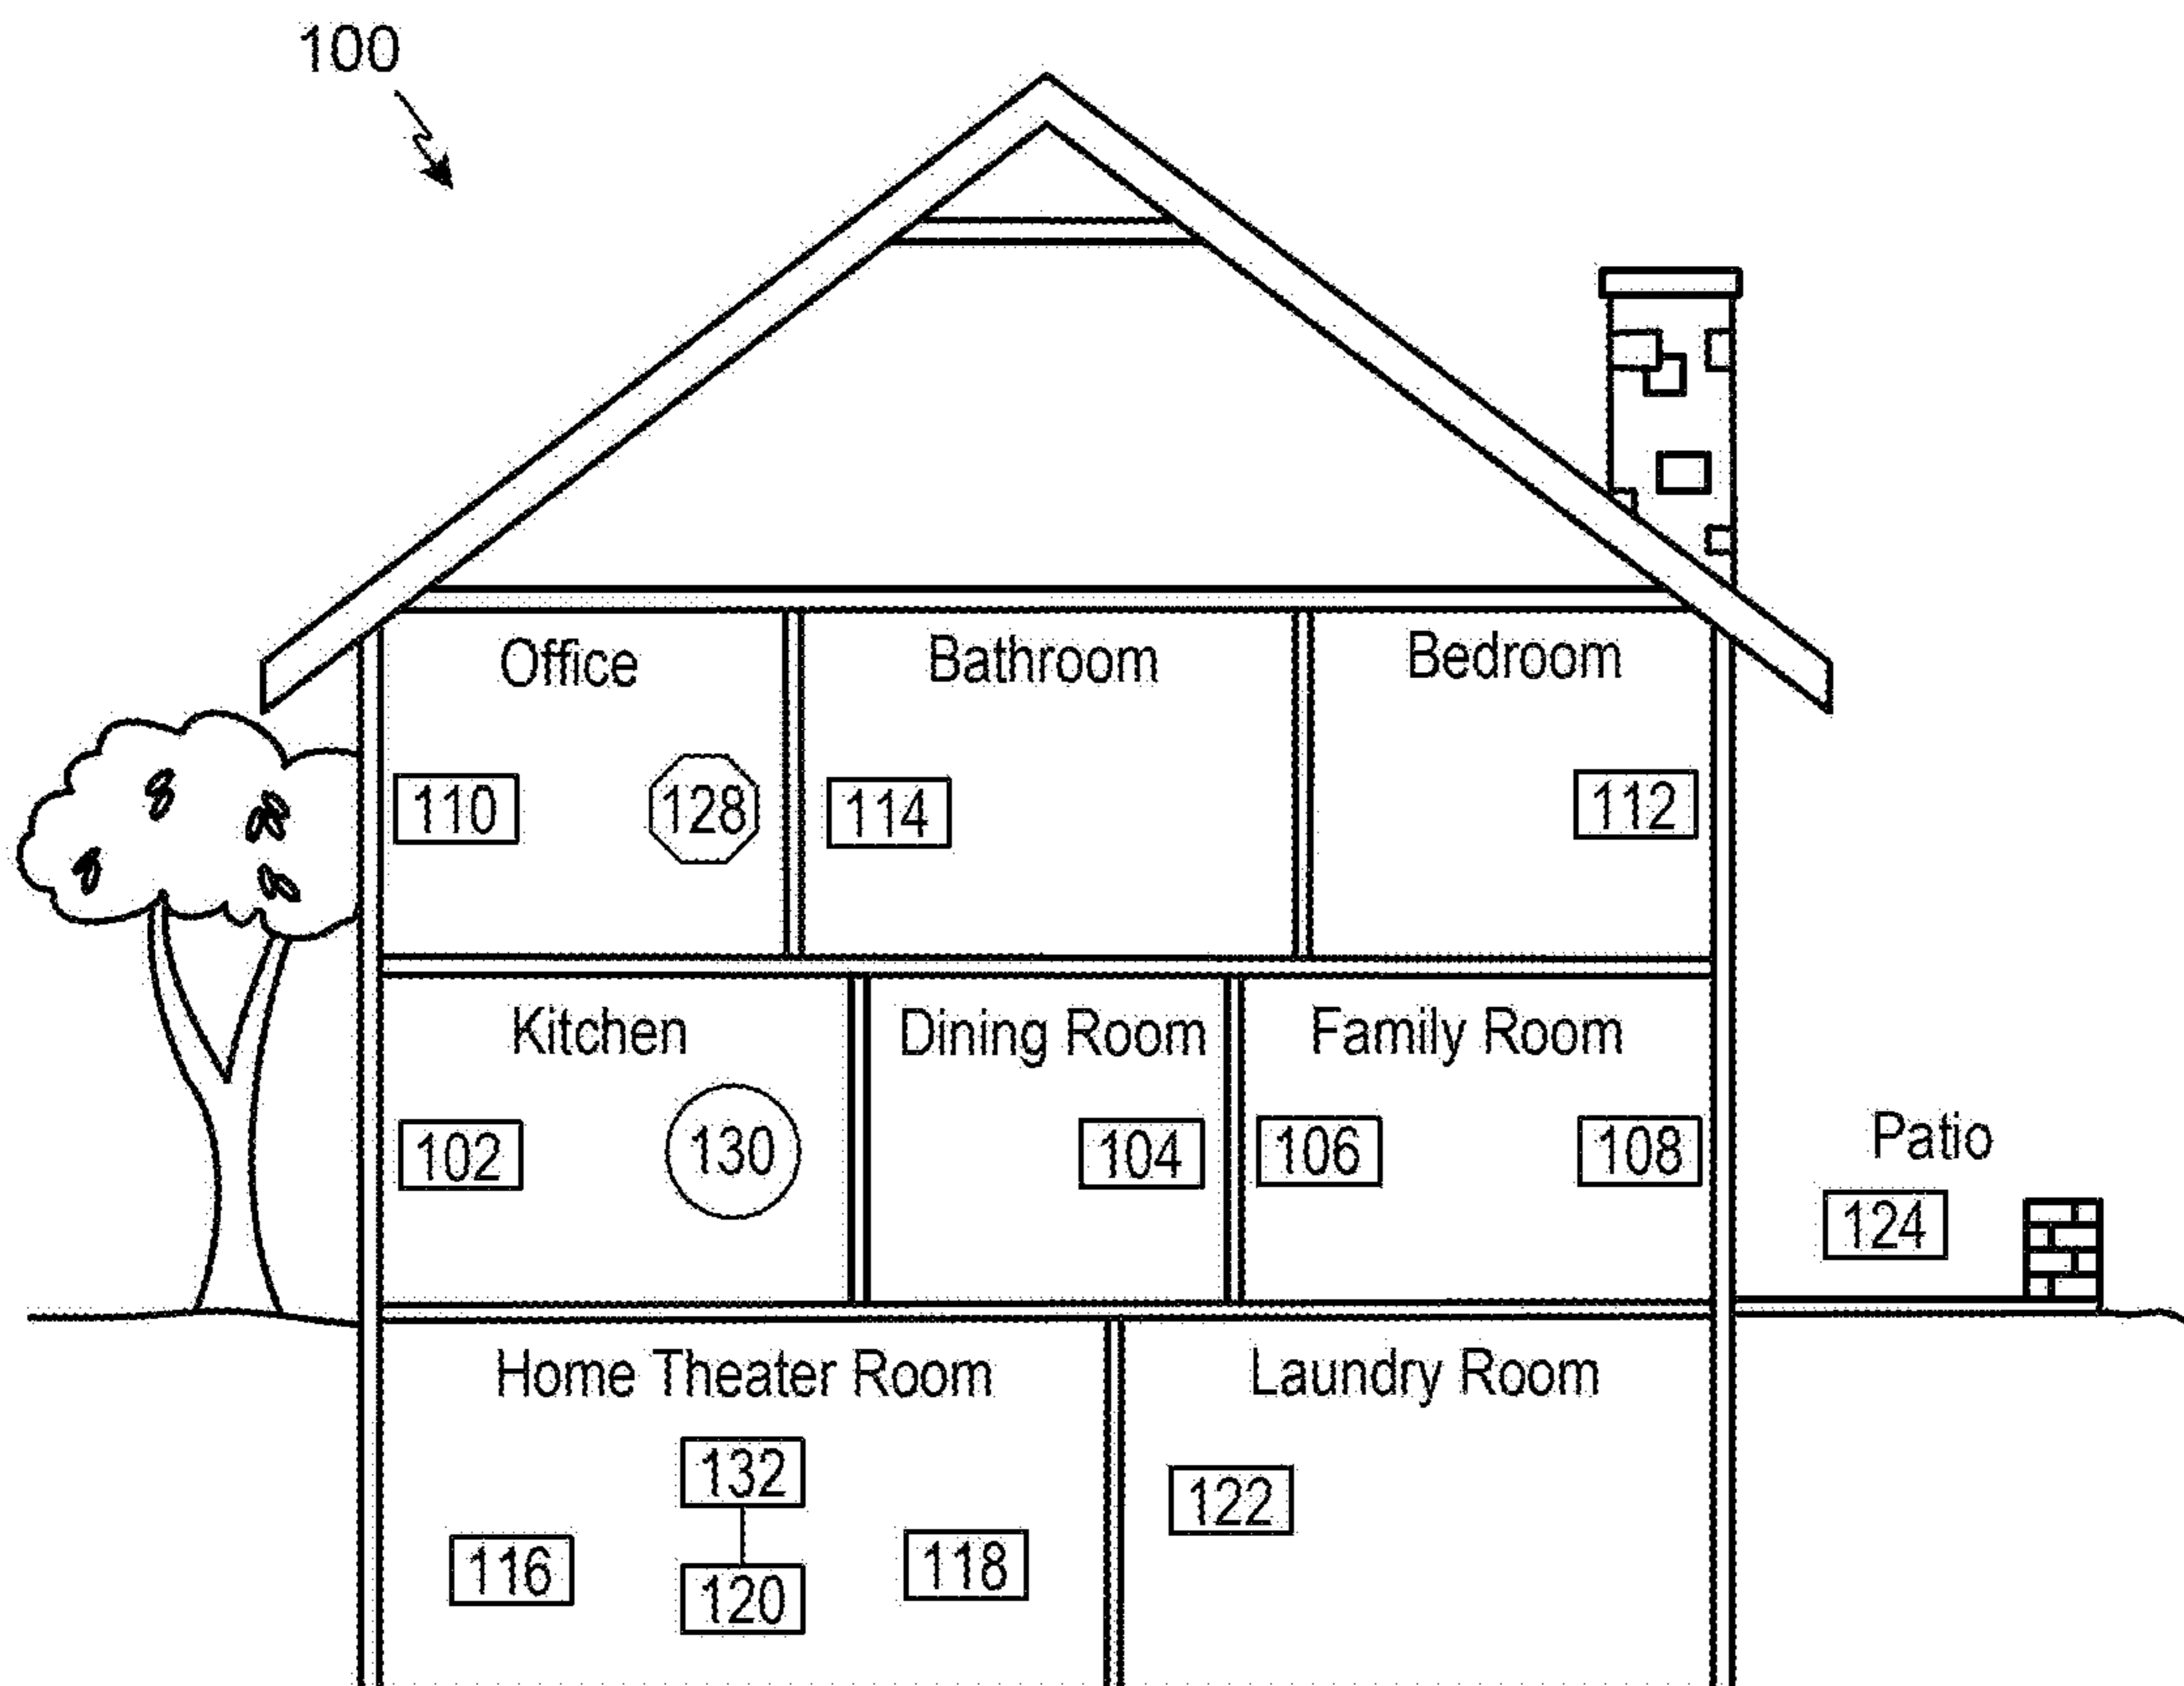 100
Office
Bathroom
Bedroom
110
128
114
112
Kitchen
Dining Room
Family Room
102
130
104
106
108
Patio
124
Home Theater Room
Laundry Room
132
122
116
118
120